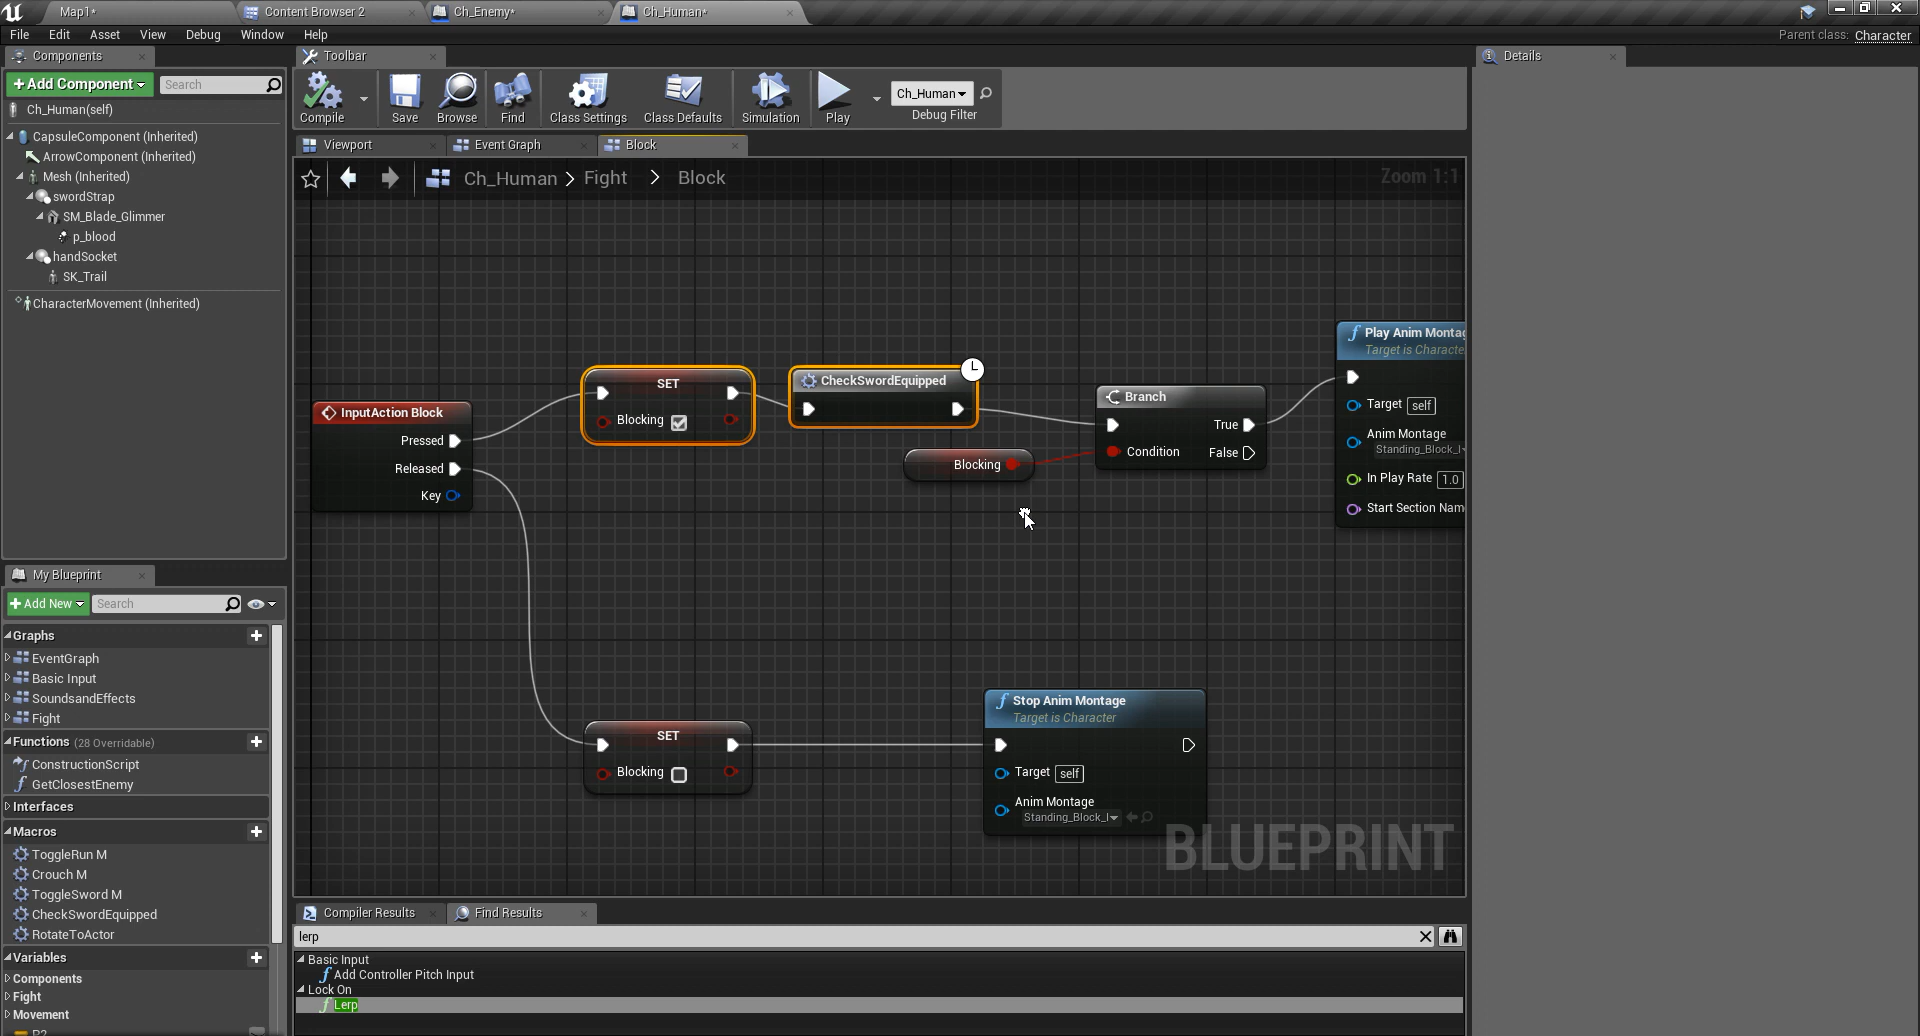 Map1*
Content Browser 2
Ch_Enemy*
Ch_Human*
File
Edit
Asset
View
Debug
Window
Help
Parent class: Character
Components
Toolbar
Details
+Add Component
Search
Ch_Human(self)
CapsuleComponent (Inherited)
ArrowComponent (Inherited)
Mesh (Inherited)
swordStrap
SM_Blade_Glimmer
p_blood
handSocket
SK_Trail
CharacterMovement (Inherited)
Compile
Save
Browse
Find
Class Settings
Class Defaults
Simulation
Play
Ch_Human
Debug Filter
Viewport
Event Graph
Block
Ch_Human > Fight > Block
Zoom 1:1
InputAction Block
Pressed
Released
Key
SET
Blocking
CheckSwordEquipped
Blocking
Branch
True
Condition
False
Play Anim Montag
Target is Characte
Target self
Anim Montage
Standing_Block_I
In Play Rate 1.0
Start Section Nam
SET
Blocking
Stop Anim Montage
Target is Character
Target self
Anim Montage
Standing_Block_I
BLUEPRINT
My Blueprint
+Add New
Search
Graphs
EventGraph
Basic Input
SoundsandEffects
Fight
Functions (28 Overridable)
ConstructionScript
GetClosestEnemy
Interfaces
Macros
ToggleRun M
Crouch M
ToggleSword M
CheckSwordEquipped
RotateToActor
Variables
Components
Fight
Movement
Compiler Results
Find Results
lerp
Basic Input
Add Controller Pitch Input
Lock On
Lerp